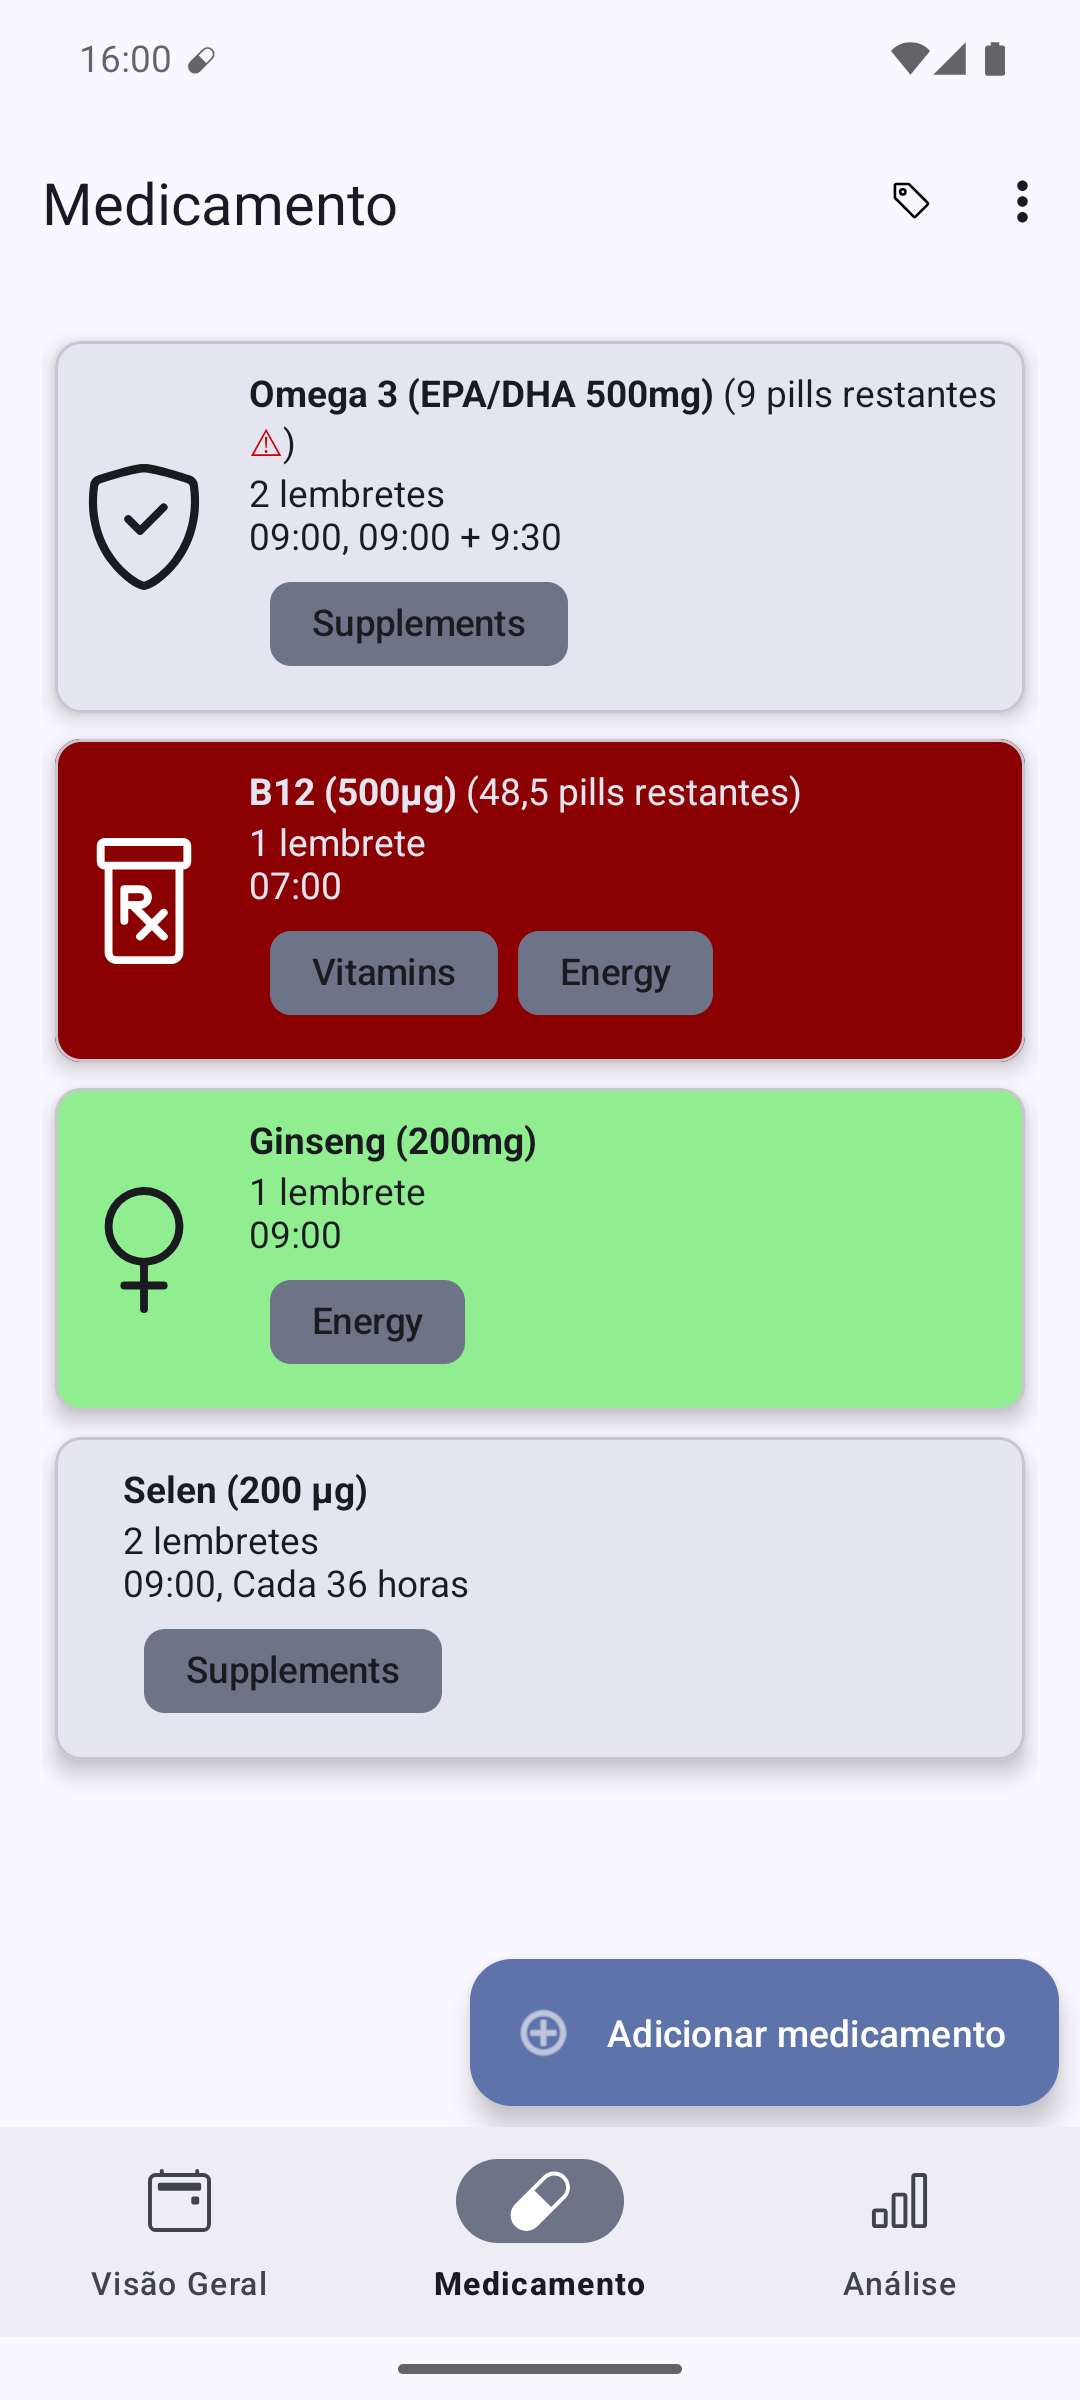 16:00
Medicamento
Omega 3 (EPA/DHA 500mg) (9 pills restantes
⚠)
2 lembretes
09:00, 09:00 + 9:30
Supplements
B12 (500µg) (48,5 pills restantes)
1 lembrete
07:00
Vitamins Energy
Ginseng (200mg)
1 lembrete
09:00
Energy
Selen (200 µg)
2 lembretes
09:00, Cada 36 horas
Supplements
Adicionar medicamento
Visão Geral Medicamento Análise